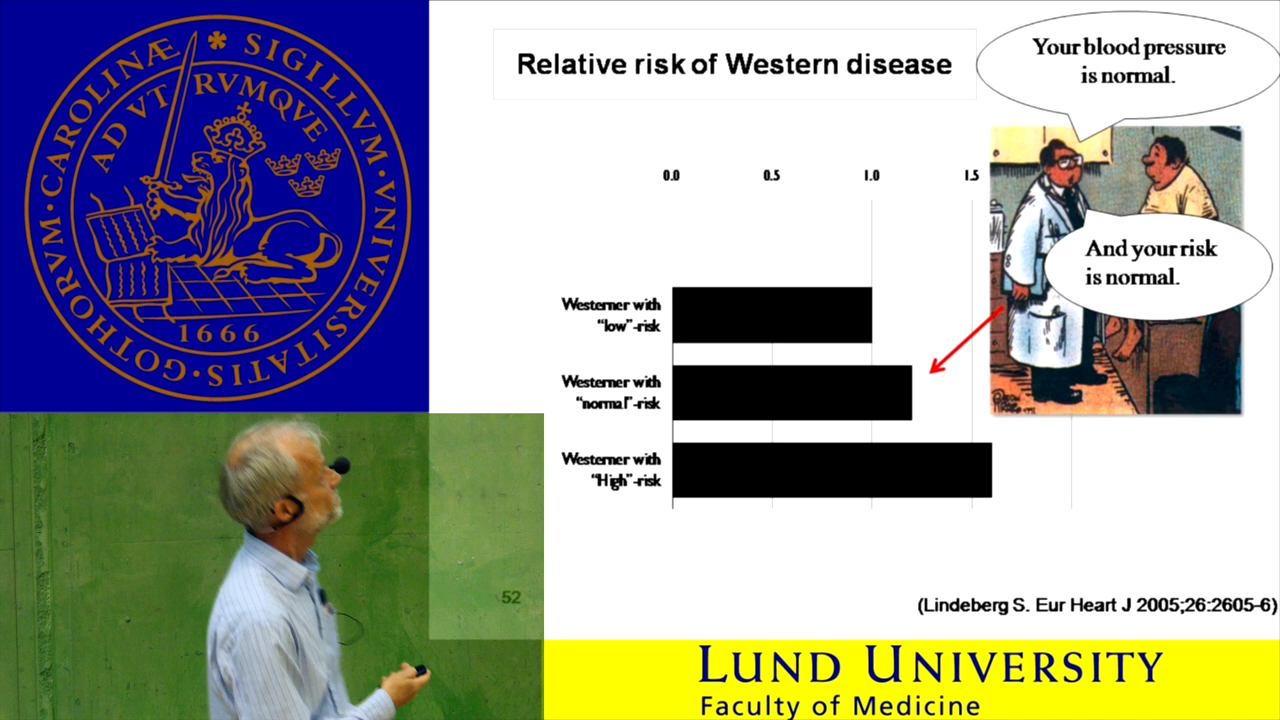 SIGILLVM·VNIVERSITATIS·GOTHORVM·CAROLINÆ
AD VTRVMQVE
1666
Relative risk of Western disease
Your blood pressure
is normal.
0.0 0.5 1.0 1.5
And your risk
is normal.
Westerner with
“low”-risk
Westerner with
“normal”-risk
Westerner with
“High”-risk
52
(Lindeberg S. Eur Heart J 2005;26:2605-6)
LUND UNIVERSITY
Faculty of Medicine